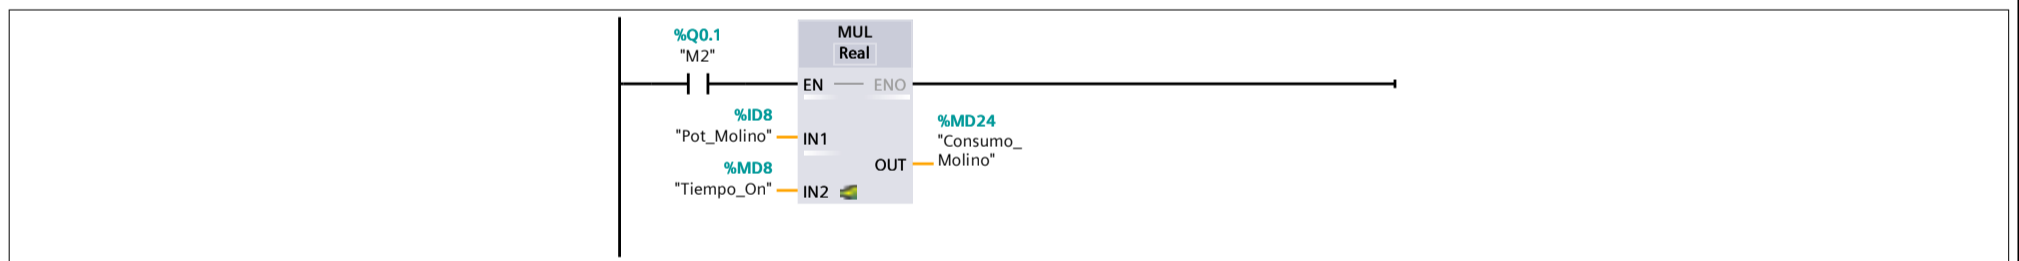 %Q0.1
"M2"
MUL
Real
EN
ENO
%ID8
"Pot_Molino"
IN1
%MD8
"Tiempo_On"
IN2
OUT
%MD24
"Consumo_
Molino"